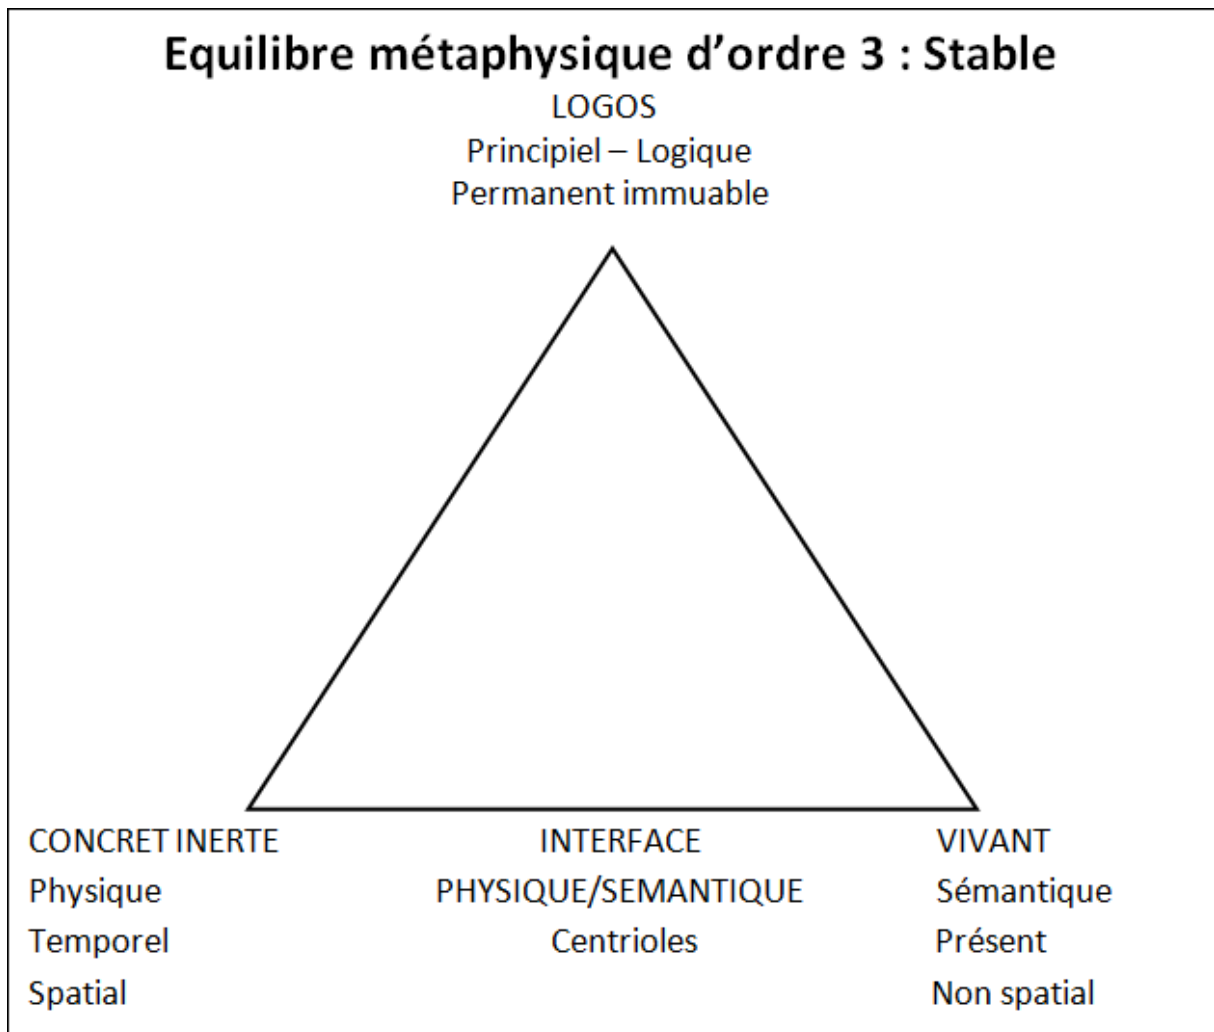 Equilibre métaphysique d’ordre 3 : Stable
LOGOS
Principiel – Logique
Permanent immuable
CONCRET INERTE INTERFACE VIVANT
Physique PHYSIQUE/SEMANTIQUE Sémantique
Temporel Centrioles Présent
Spatial Non spatial